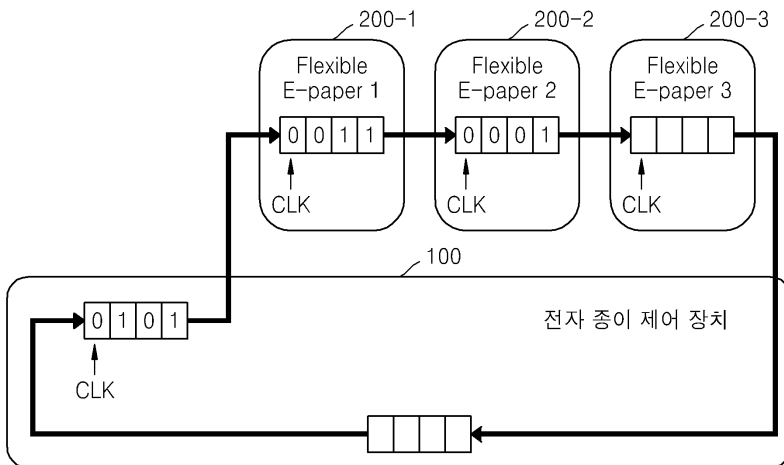 200-1
200-2
200-3
Flexible
E-paper 1
Flexible
E-paper 2
Flexible
E-paper 3
0 0 1 1
0 0 0 1
CLK
CLK
CLK
100
0 1 0 1
전자 종이 제어 장치
CLK